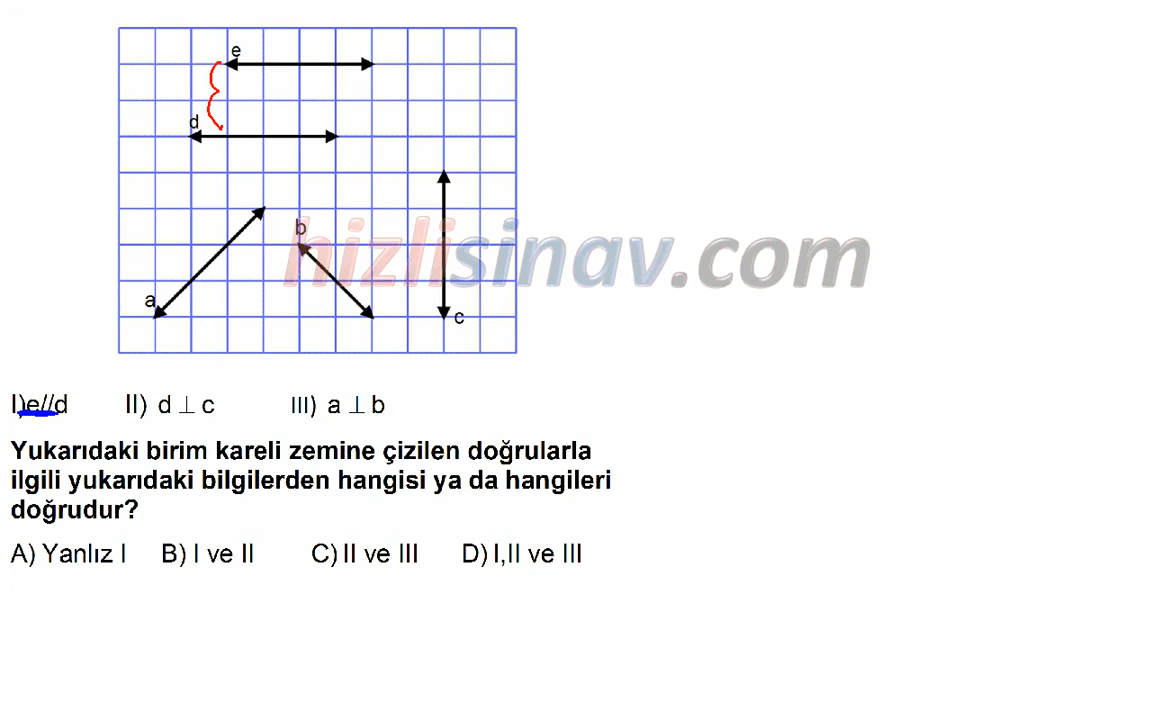 e
d
b
hizlisinav.com
a
c
I)e//d II) d ⊥ c III) a ⊥ b
Yukarıdaki birim kareli zemine çizilen doğrularla
ilgili yukarıdaki bilgilerden hangisi ya da hangileri
doğrudur?
A) Yanlız I B) I ve II C) II ve III D) I,II ve III